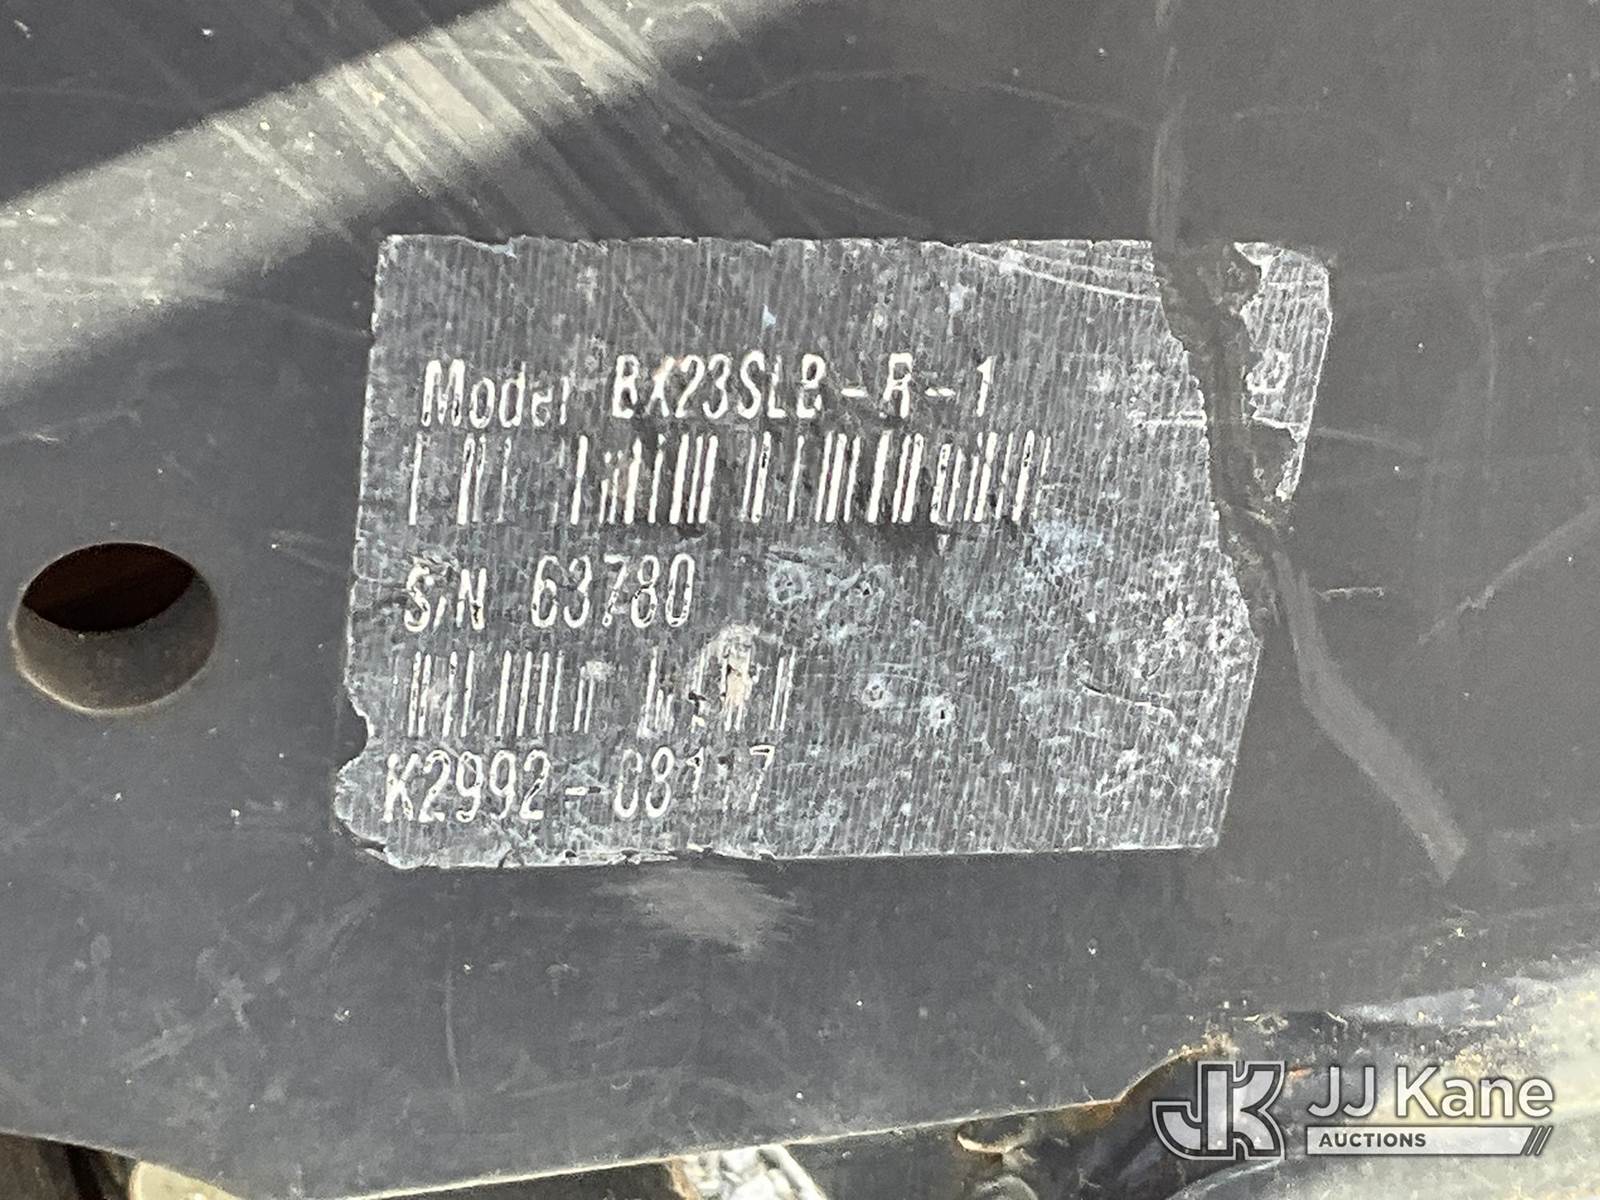 Model BX23SLB-R-1
S/N 63780
JJ Kane
AUCTIONS